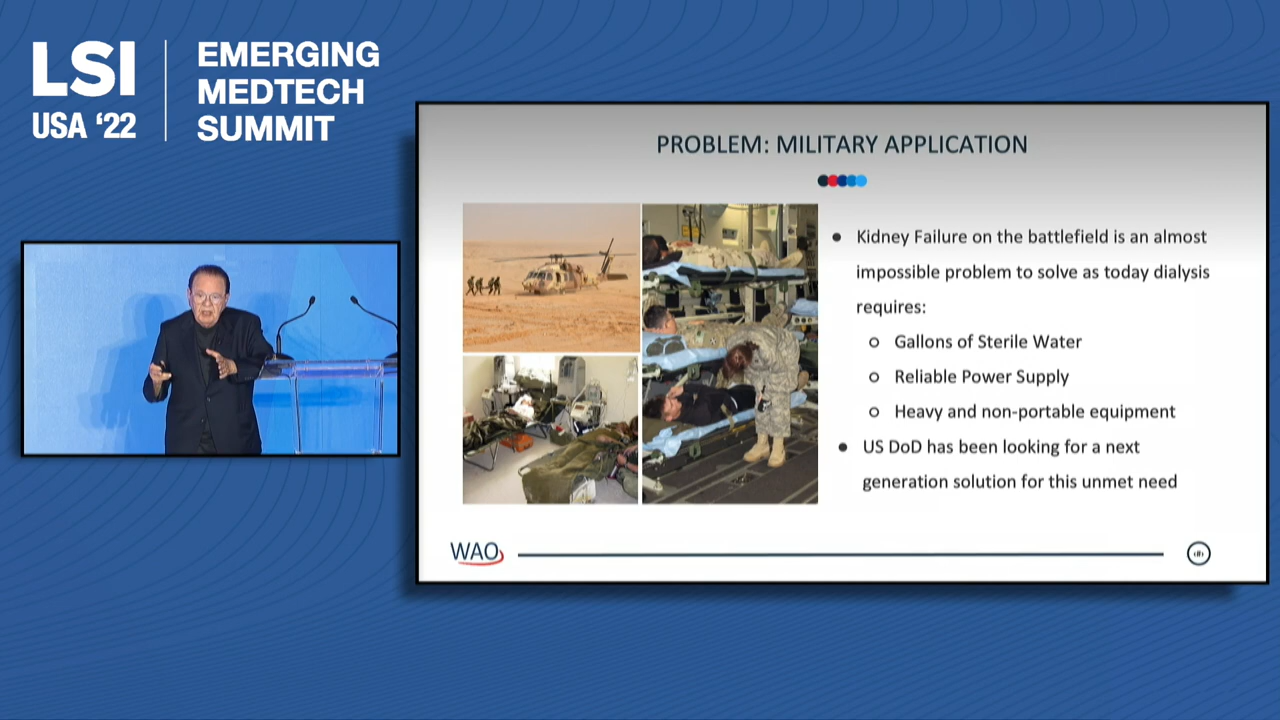 LSI
USA ‘22
EMERGING
MEDTECH
SUMMIT
PROBLEM: MILITARY APPLICATION
Kidney Failure on the battlefield is an almost
impossible problem to solve as today dialysis
requires:
Gallons of Sterile Water
Reliable Power Supply
Heavy and non-portable equipment
US DoD has been looking for a next
generation solution for this unmet need
WAO